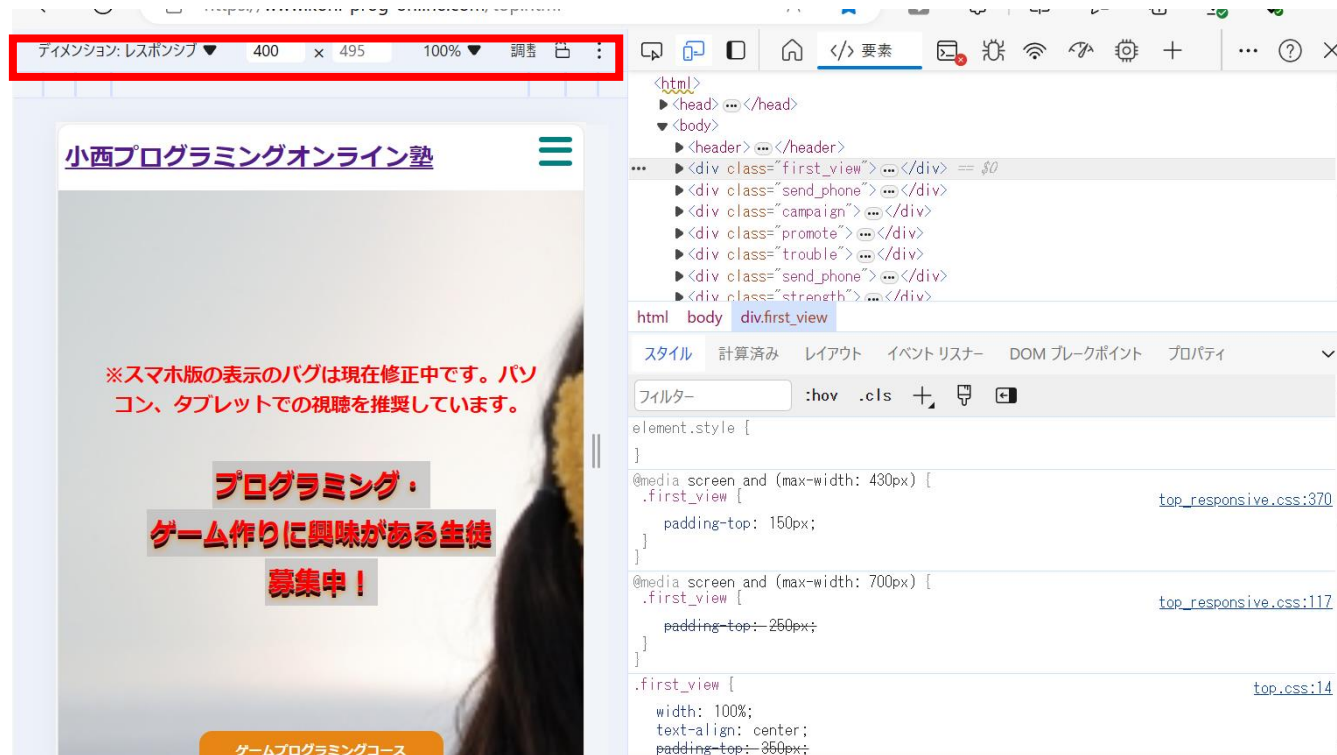 ディメンション: レスポンシブ ▼ 400 × 495 100% ▼
</> 要素
<html>
▶<head>…</head>
▼<body>
▶<header>…</header>
… ▶<div class="first_view">…</div> == $0
▶<div class="send_phone">…</div>
▶<div class="campaign">…</div>
▶<div class="promote">…</div>
▶<div class="trouble">…</div>
▶<div class="send_phone">…</div>
▶<div class="strength">…</div>
html body div.first_view
スタイル 計算済み レイアウト イベント リスナー DOM ブレークポイント プロパティ
フィルター :hov .cls
element.style {
}
@media screen and (max-width: 430px) {
.first_view { top_responsive.css:370
padding-top: 150px;
}
}
@media screen and (max-width: 700px) {
.first_view { top_responsive.css:117
padding-top: 250px;
}
}
.first_view { top.css:14
width: 100%;
text-align: center;
padding-top: 350px;
小西プログラミングオンライン塾
※スマホ版の表示のバグは現在修正中です。パソ
コン、タブレットでの視聴を推奨しています。
プログラミング・
ゲーム作りに興味がある生徒
募集中！
ゲームプログラミングコース